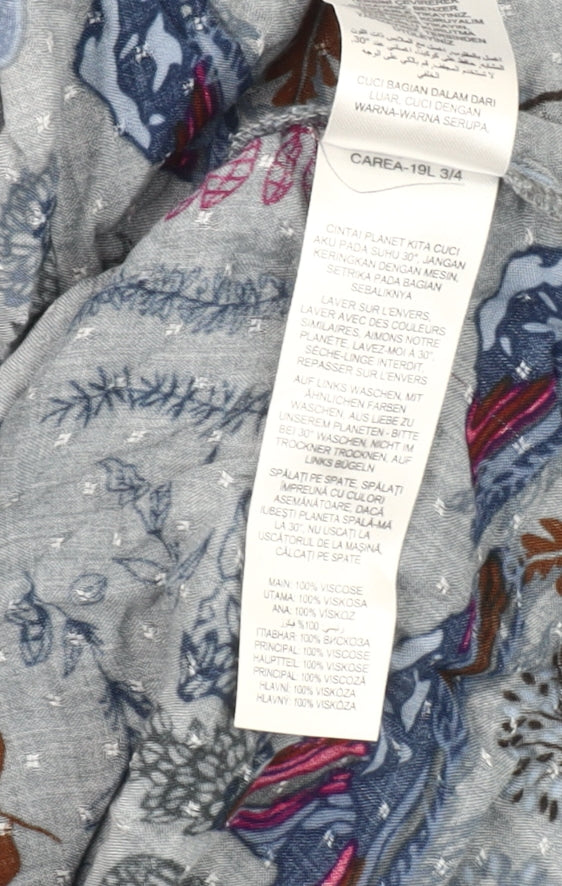 TIKAYINIZ.
CUCI BAGIAN DALAM DARI
LUAR, CUCI DENGAN
WARNA-WARNA SERUPA,
CAREA-19L 3/4
CINTAI PLANET KITA CUCI
AKU PADA SUHU 30°. JANGAN
KERINGKAN DENGAN MESIN,
SETRIKA PADA BAGIAN
SEBALIKNYA
LAVER SUR L'ENVERS,
LAVER AVEC DES COULEURS
SIMILAIRES, AIMONS NOTRE
PLANETE, LAVEZ-MOI A 30°.
SÈCHE-LINGE INTERDIT,
REPASSER SUR L'ENVERS
AUF LINKS WASCHEN, MIT
ÄHNLICHEN FARBEN
WASCHEN. AUS LIEBE ZU
UNSEREM PLANETEN - BITTE
BEI 30° WASCHEN, NICHT IM
TROCKNER TROCKNEN, AUF
LINKS BÜGELN
SPĂLAȚI PE SPATE, SPĂLAȚI
ÎMPREUNĂ CU CULORI
ASEMĂNĂTOARE, DACĂ
IUBEȘTI PLANETA SPALĂ-MĂ
LA 30°. NU USCAȚI LA
USCĂTORUL DE LA MAȘINĂ,
CĂLCAȚI PE SPATE
MAIN: 100% VISCOSE
UTAMA: 100% VISKOSA
ANA: 100% VİSKOZ
100%
ГЛАВНАЯ: 100% ВИСКОЗА
PRINCIPAL: 100% VISCOSE
HAUPTTEIL: 100% VISKOSE
PRINCIPAL: 100% VISCOZĂ
HLAVNÍ: 100% VISKÓZA
HLAVNÝ: 100% VISKÓZA